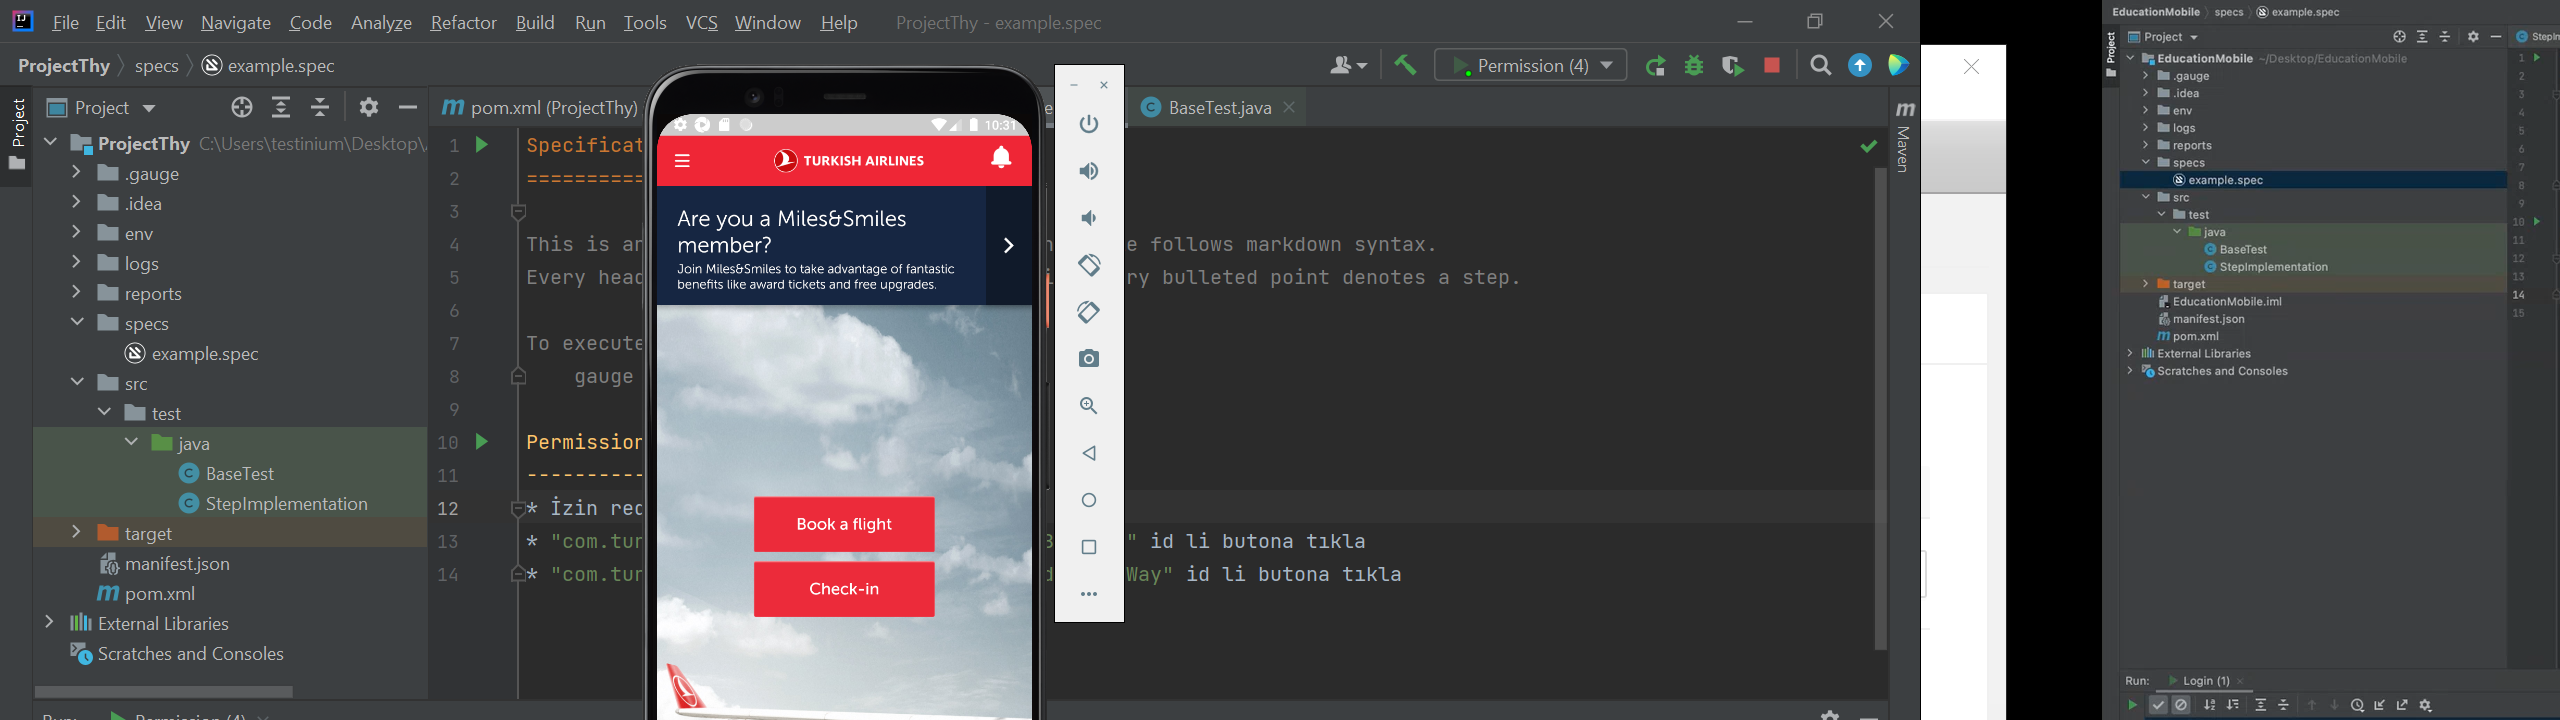 File Edit View Navigate Code Analyze Refactor Build Run Tools VCS Window Help ProjectThy - example.spec
ProjectThy specs example.spec
Permission (4)
Project
Project
ProjectThy C:\Users\testinium\Desktop\
.gauge
.idea
env
logs
reports
specs
example.spec
src
test
java
BaseTest
StepImplementation
target
manifest.json
pom.xml
External Libraries
Scratches and Consoles
pom.xml (ProjectThy)
BaseTest.java
Maven
1 Specificat
2 ===========
3
4 This is an e follows markdown syntax.
5 Every head ry bulleted point denotes a step.
6
7 To execute
8 gauge
9
10 Permission
11 ----------
12 * İzin
13 * "com.tur " id li butona tıkla
14 * "com.tur Way" id li butona tıkla
10:31
TURKISH AIRLINES
Are you a Miles&Smiles
member?
Join Miles&Smiles to take advantage of fantastic
benefits like award tickets and free upgrades.
Book a flight
Check-in
Run: Permission (4)
EducationMobile specs example.spec
Project
Project
StepIn
EducationMobile ~/Desktop/EducationMobile
.gauge
.idea
env
logs
reports
specs
example.spec
src
test
java
BaseTest
StepImplementation
target
EducationMobile.iml
manifest.json
pom.xml
External Libraries
Scratches and Consoles
1
2
3
4
5
6
7
8
9
10
11
12
13
14
15
Run: Login (1)